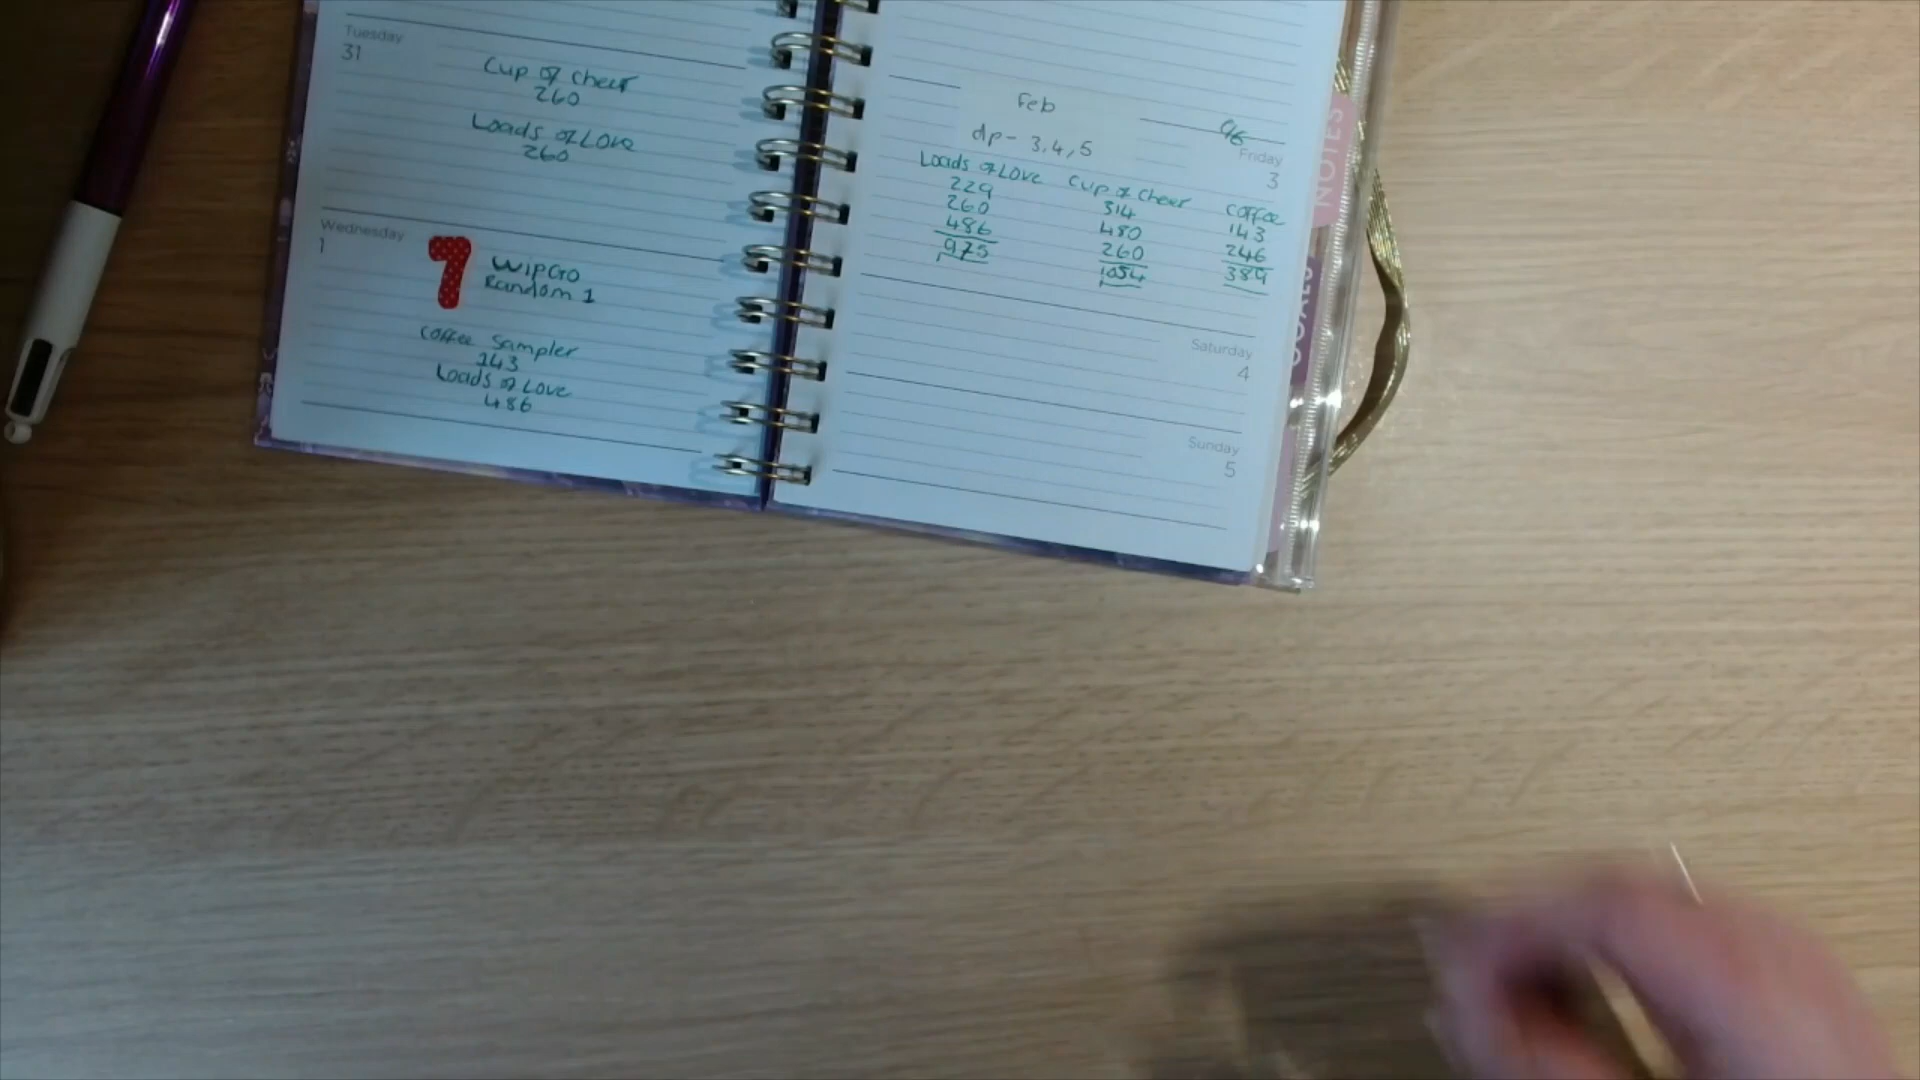 Tuesday
31
Cup of cheer
260
Loads of Love
260
Wednesday
1
WIPGO
Random 1
coffee sampler
143
Loads of Love
486
Feb
dp - 3,4,5
Friday
3
Loads of Love
229
260
486
975
Cup of cheer
314
480
260
1054
coffee
143
246
389
Saturday
4
Sunday
5
NOTES
GOALS